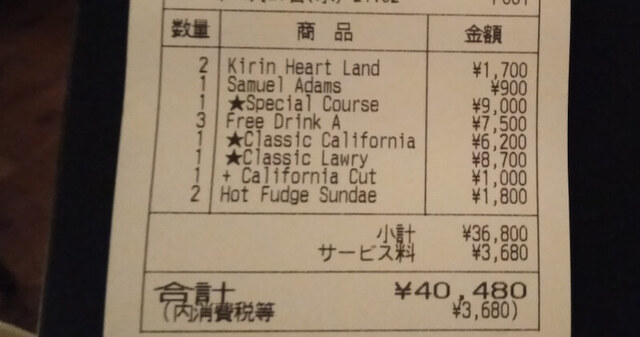 数量 商品 金額
2 Kirin Heart Land ¥1,700
1 Samuel Adams ¥900
1 ★Special Course ¥9,000
3 Free Drink A ¥7,500
1 ★Classic California ¥6,200
1 ★Classic Lawry ¥8,700
1 + California Cut ¥1,000
2 Hot Fudge Sundae ¥1,800
小計 ¥36,800
サービス料 ¥3,680
合計 ¥40,480
(内消費税等 ¥3,680)